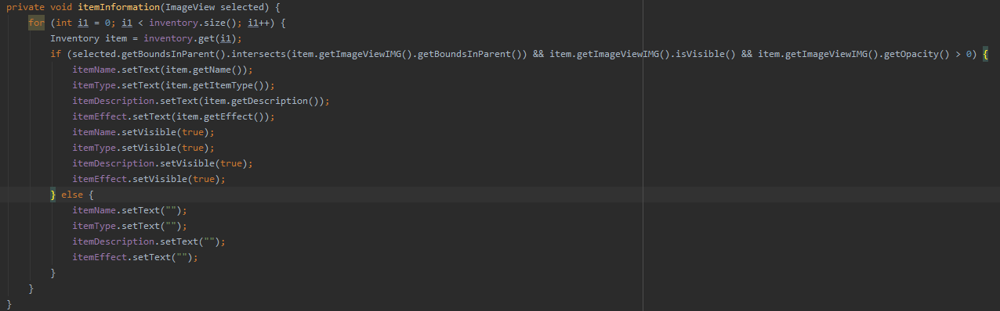 private void itemInformation(ImageView selected) {
for (int i1 = 0; i1 < inventory.size(); i1++) {
Inventory item = inventory.get(i1);
if (selected.getBoundsInParent().intersects(item.getImageViewIMG().getBoundsInParent()) && item.getImageViewIMG().isVisible() && item.getImageViewIMG().getOpacity() > 0) {
itemName.setText(item.getName());
itemType.setText(item.getItemType());
itemDescription.setText(item.getDescription());
itemEffect.setText(item.getEffect());
itemName.setVisible(true);
itemType.setVisible(true);
itemDescription.setVisible(true);
itemEffect.setVisible(true);
} else {
itemName.setText("");
itemType.setText("");
itemDescription.setText("");
itemEffect.setText("");
}
}
}